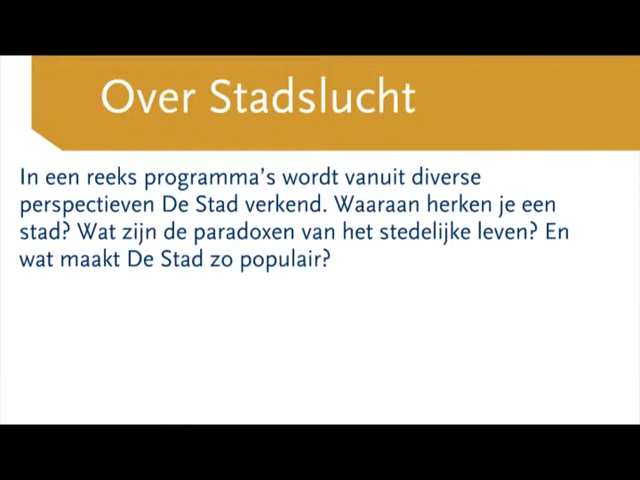 Over Stadslucht
In een reeks programma's wordt vanuit diverse
perspectieven De Stad verkend. Waaraan herken je een
stad? Wat zijn de paradoxen van het stedelijke leven? En
wat maakt De Stad zo populair?